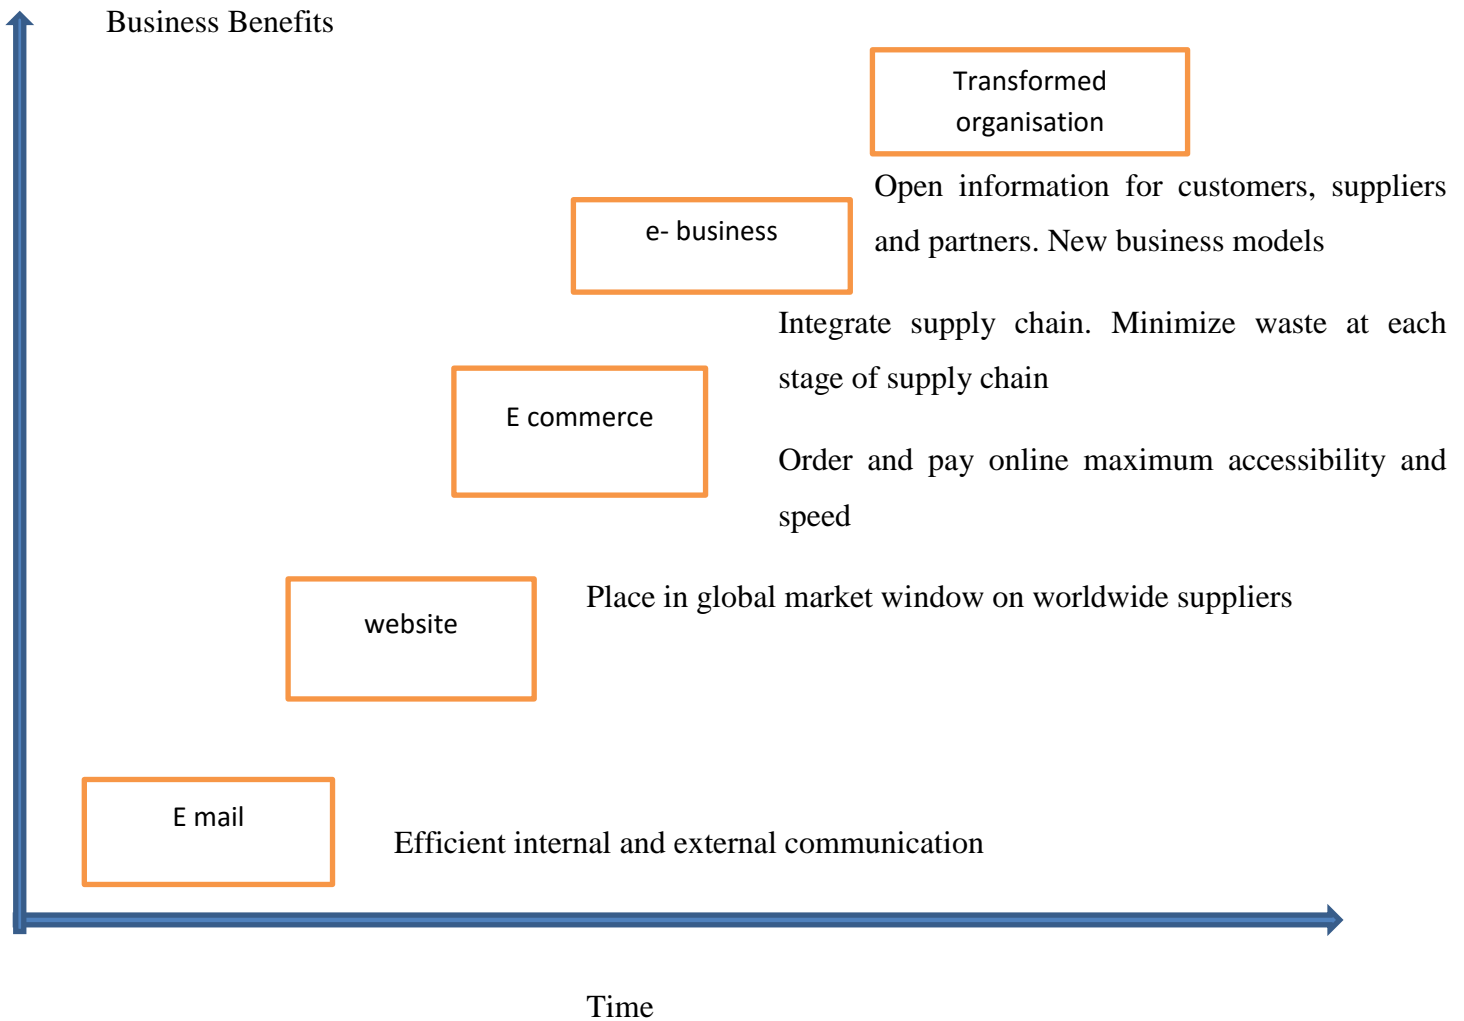 Business Benefits
Transformed
organisation
Open information for customers, suppliers
and partners. New business models
e- business
Integrate supply chain. Minimize waste at each
stage of supply chain
E commerce
Order and pay online maximum accessibility and
speed
website
Place in global market window on worldwide suppliers
E mail
Efficient internal and external communication
Time